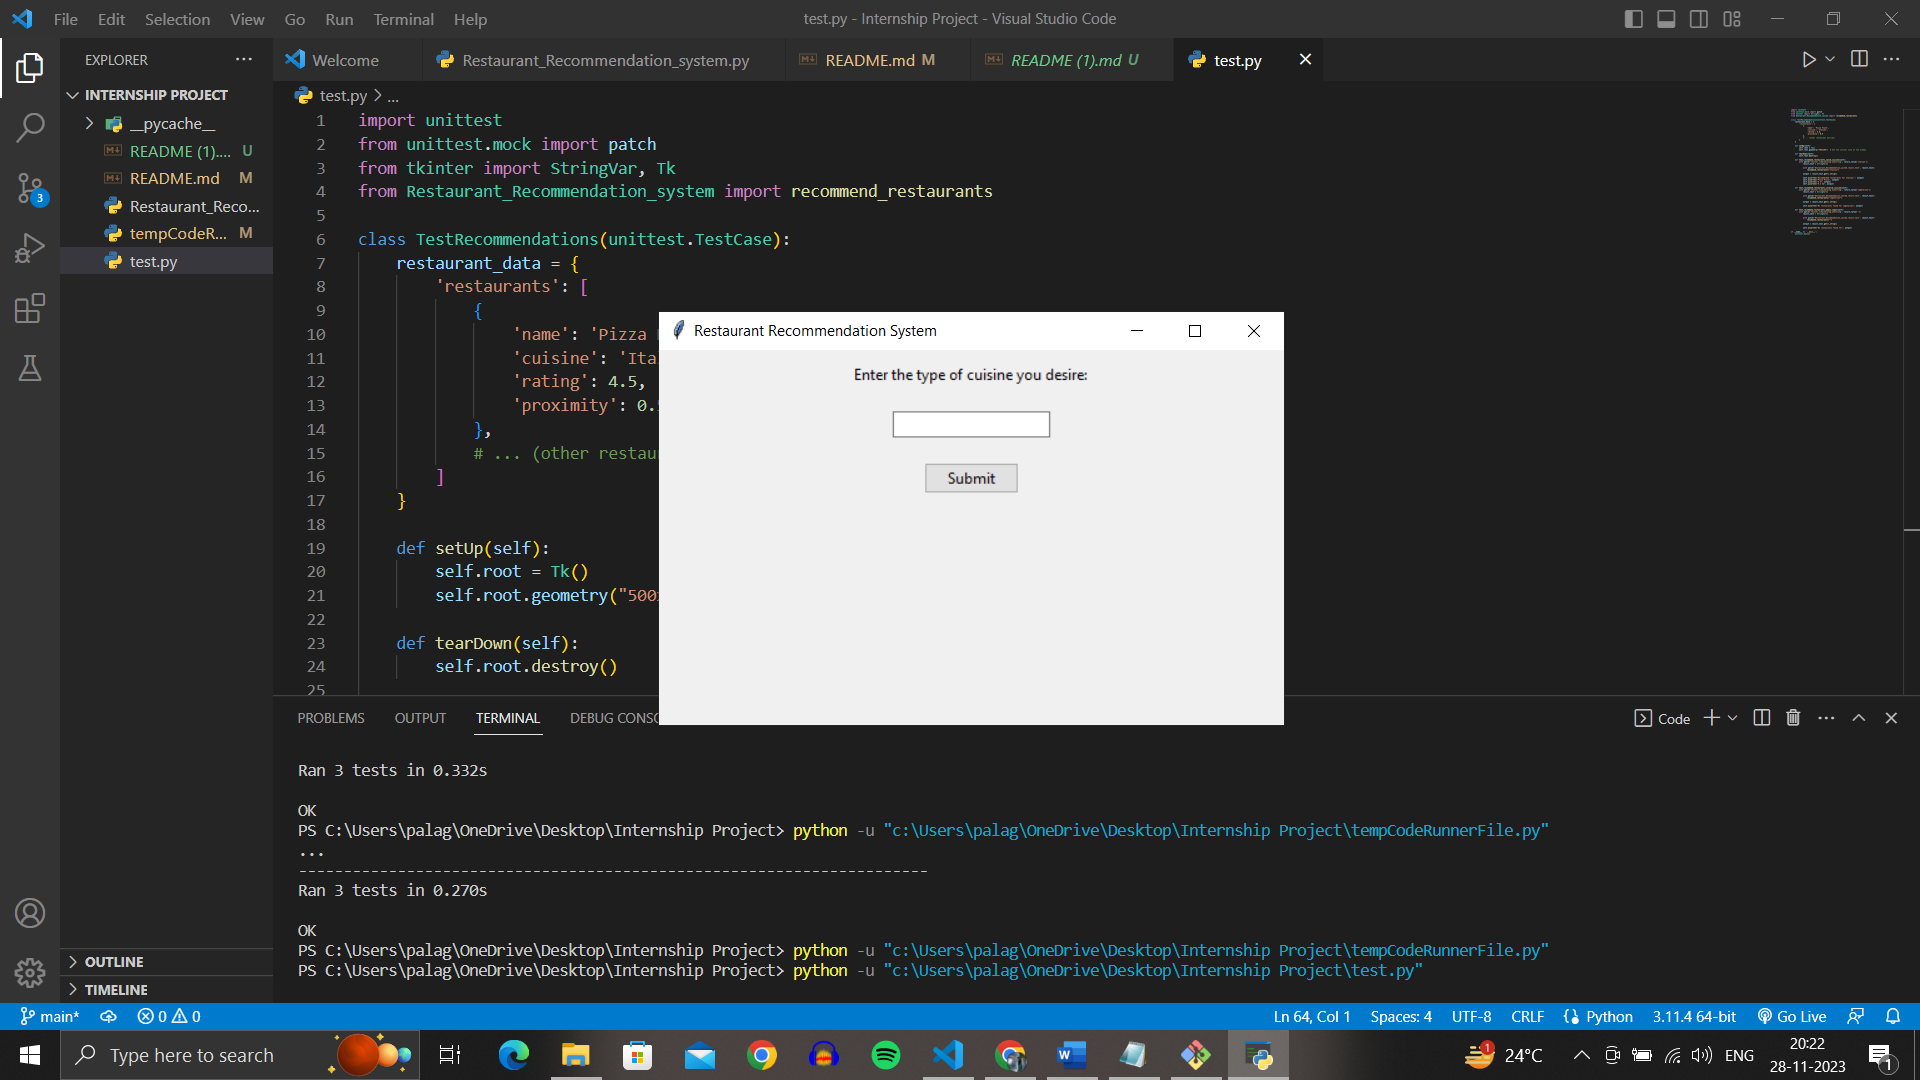 File Edit Selection View Go Run Terminal Help
test.py - Internship Project - Visual Studio Code
EXPLORER
Welcome
Restaurant_Recommendation_system.py
README.md M
README (1).md U
test.py
INTERNSHIP PROJECT
__pycache__
README (1).... U
README.md M
Restaurant_Reco...
tempCodeR... M
test.py
3
test.py > ...
1 import unittest
2 from unittest.mock import patch
3 from tkinter import StringVar, Tk
4 from Restaurant_Recommendation_system import recommend_restaurants
5
6 class TestRecommendations(unittest.TestCase):
7 restaurant_data = {
8 'restaurants': [
9 {
10 'name': 'Pizza
11 'cuisine': 'Ita
12 'rating': 4.5,
13 'proximity': 0.
14 },
15 # ... (other restau
16 ]
17 }
18
19 def setUp(self):
20 self.root = Tk()
21 self.root.geometry("500
22
23 def tearDown(self):
24 self.root.destroy()
25
Restaurant Recommendation System
Enter the type of cuisine you desire:
Submit
PROBLEMS OUTPUT TERMINAL DEBUG CONSO
Code
Ran 3 tests in 0.332s
OK
PS C:\Users\palag\OneDrive\Desktop\Internship Project> python -u "c:\Users\palag\OneDrive\Desktop\Internship Project\tempCodeRunnerFile.py"
...
----------------------------------------------------------------------
Ran 3 tests in 0.270s
OK
PS C:\Users\palag\OneDrive\Desktop\Internship Project> python -u "c:\Users\palag\OneDrive\Desktop\Internship Project\tempCodeRunnerFile.py"
PS C:\Users\palag\OneDrive\Desktop\Internship Project> python -u "c:\Users\palag\OneDrive\Desktop\Internship Project\test.py"
OUTLINE
TIMELINE
main* 0 0
Ln 64, Col 1 Spaces: 4 UTF-8 CRLF Python 3.11.4 64-bit Go Live
Type here to search
1 24°C ENG
20:22
28-11-2023
1